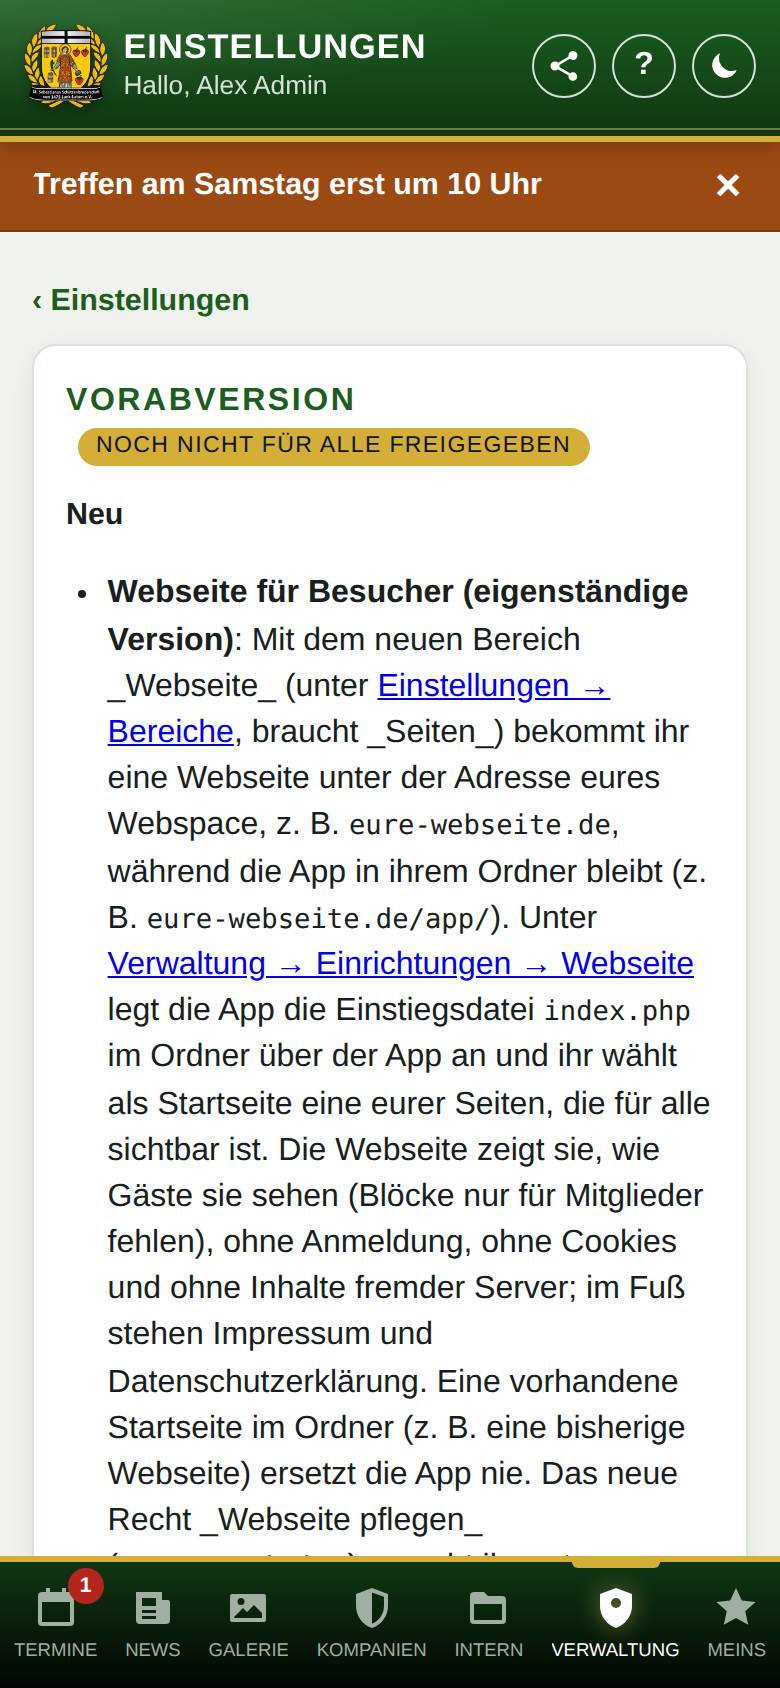 EINSTELLUNGEN
Hallo, Alex Admin
?
Treffen am Samstag erst um 10 Uhr
×
‹ Einstellungen
VORABVERSION
NOCH NICHT FÜR ALLE FREIGEGEBEN
Neu
• Webseite für Besucher (eigenständige
Version): Mit dem neuen Bereich
_Webseite_ (unter Einstellungen →
Bereiche, braucht _Seiten_) bekommt ihr
eine Webseite unter der Adresse eures
Webspace, z. B. eure-webseite.de,
während die App in ihrem Ordner bleibt (z.
B. eure-webseite.de/app/). Unter
Verwaltung → Einrichtungen → Webseite
legt die App die Einstiegsdatei index.php
im Ordner über der App an und ihr wählt
als Startseite eine eurer Seiten, die für alle
sichtbar ist. Die Webseite zeigt sie, wie
Gäste sie sehen (Blöcke nur für Mitglieder
fehlen), ohne Anmeldung, ohne Cookies
und ohne Inhalte fremder Server; im Fuß
stehen Impressum und
Datenschutzerklärung. Eine vorhandene
Startseite im Ordner (z. B. eine bisherige
Webseite) ersetzt die App nie. Das neue
Recht _Webseite pflegen_
1
TERMINE
NEWS
GALERIE
KOMPANIEN
INTERN
VERWALTUNG
MEINS